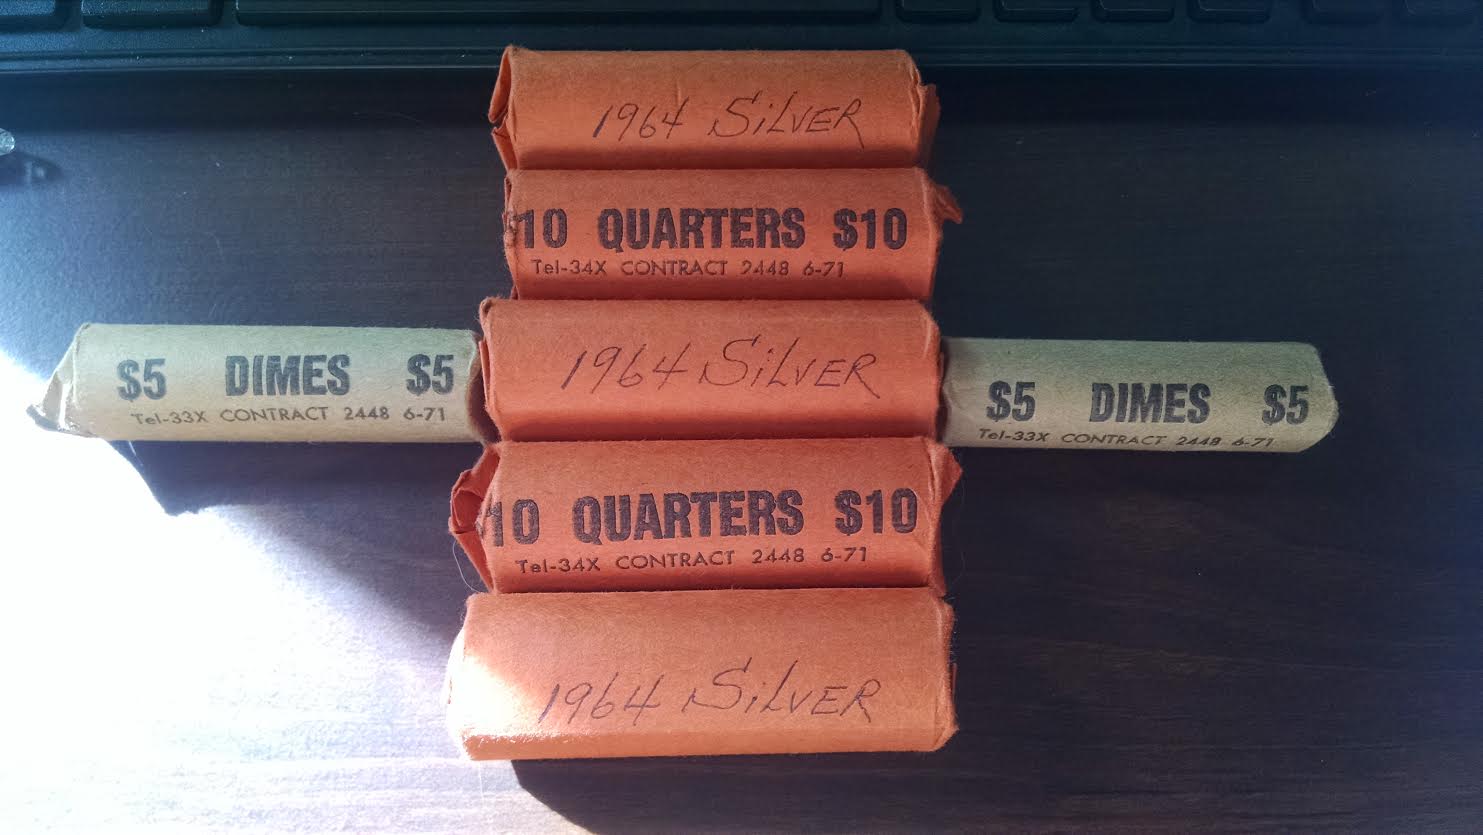 1964 SiLVER
$10 QUARTERS $10
Tel-34X CONTRACT 2448 6-71
$5 DIMES $5
Tel-33X CONTRACT 2448 6-71
1964 SiLVER
$5 DIMES $5
Tel-33X CONTRACT 2448 6-71
10 QUARTERS $10
Tel-34X CONTRACT 2448 6-71
1964 SiLVER